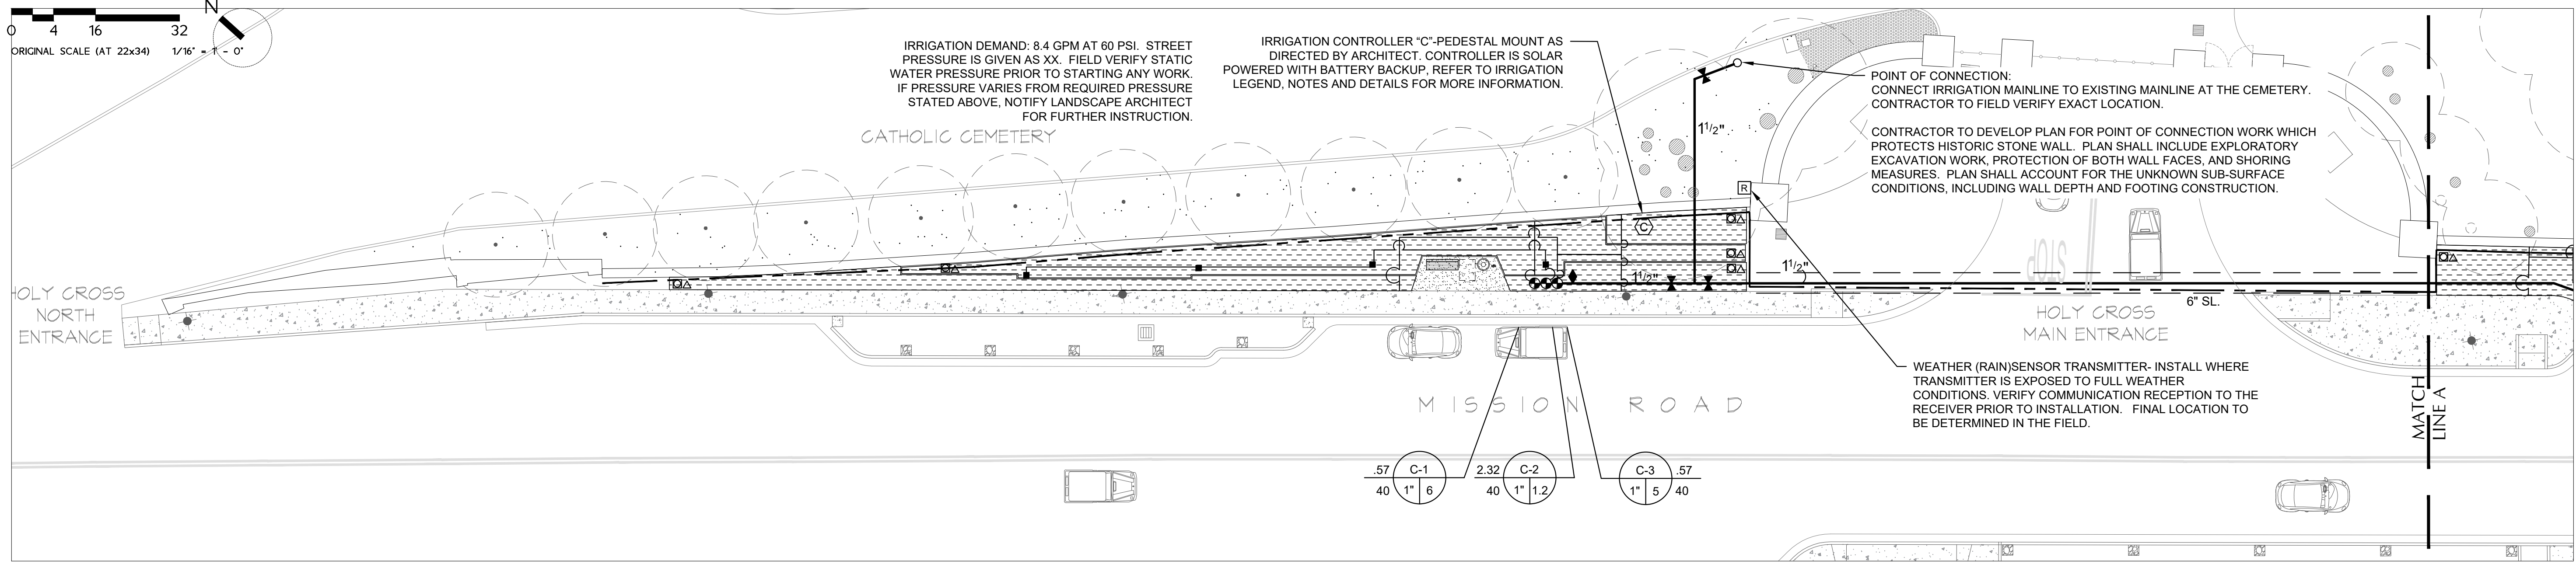 N
0 4 16 32
ORIGINAL SCALE (AT 22x34) 1/16" = 1' - 0"
IRRIGATION DEMAND: 8.4 GPM AT 60 PSI. STREET
PRESSURE IS GIVEN AS XX. FIELD VERIFY STATIC
WATER PRESSURE PRIOR TO STARTING ANY WORK.
IF PRESSURE VARIES FROM REQUIRED PRESSURE
STATED ABOVE, NOTIFY LANDSCAPE ARCHITECT
FOR FURTHER INSTRUCTION.
CATHOLIC CEMETERY
IRRIGATION CONTROLLER “C”-PEDESTAL MOUNT AS
DIRECTED BY ARCHITECT. CONTROLLER IS SOLAR
POWERED WITH BATTERY BACKUP, REFER TO IRRIGATION
LEGEND, NOTES AND DETAILS FOR MORE INFORMATION.
POINT OF CONNECTION:
CONNECT IRRIGATION MAINLINE TO EXISTING MAINLINE AT THE CEMETERY.
CONTRACTOR TO FIELD VERIFY EXACT LOCATION.
CONTRACTOR TO DEVELOP PLAN FOR POINT OF CONNECTION WORK WHICH
PROTECTS HISTORIC STONE WALL. PLAN SHALL INCLUDE EXPLORATORY
EXCAVATION WORK, PROTECTION OF BOTH WALL FACES, AND SHORING
MEASURES. PLAN SHALL ACCOUNT FOR THE UNKNOWN SUB-SURFACE
CONDITIONS, INCLUDING WALL DEPTH AND FOOTING CONSTRUCTION.
1 1/2"
R
C
1 1/2"
1 1/2"
STOP
6" SL.
HOLY CROSS
NORTH
ENTRANCE
HOLY CROSS
MAIN ENTRANCE
WEATHER (RAIN)SENSOR TRANSMITTER- INSTALL WHERE
TRANSMITTER IS EXPOSED TO FULL WEATHER
CONDITIONS. VERIFY COMMUNICATION RECEPTION TO THE
RECEIVER PRIOR TO INSTALLATION. FINAL LOCATION TO
BE DETERMINED IN THE FIELD.
MISSION ROAD
MATCH
LINE A
.57 C-1
40 1" 6
2.32 C-2
40 1" 1.2
C-3 .57
1" 5 40